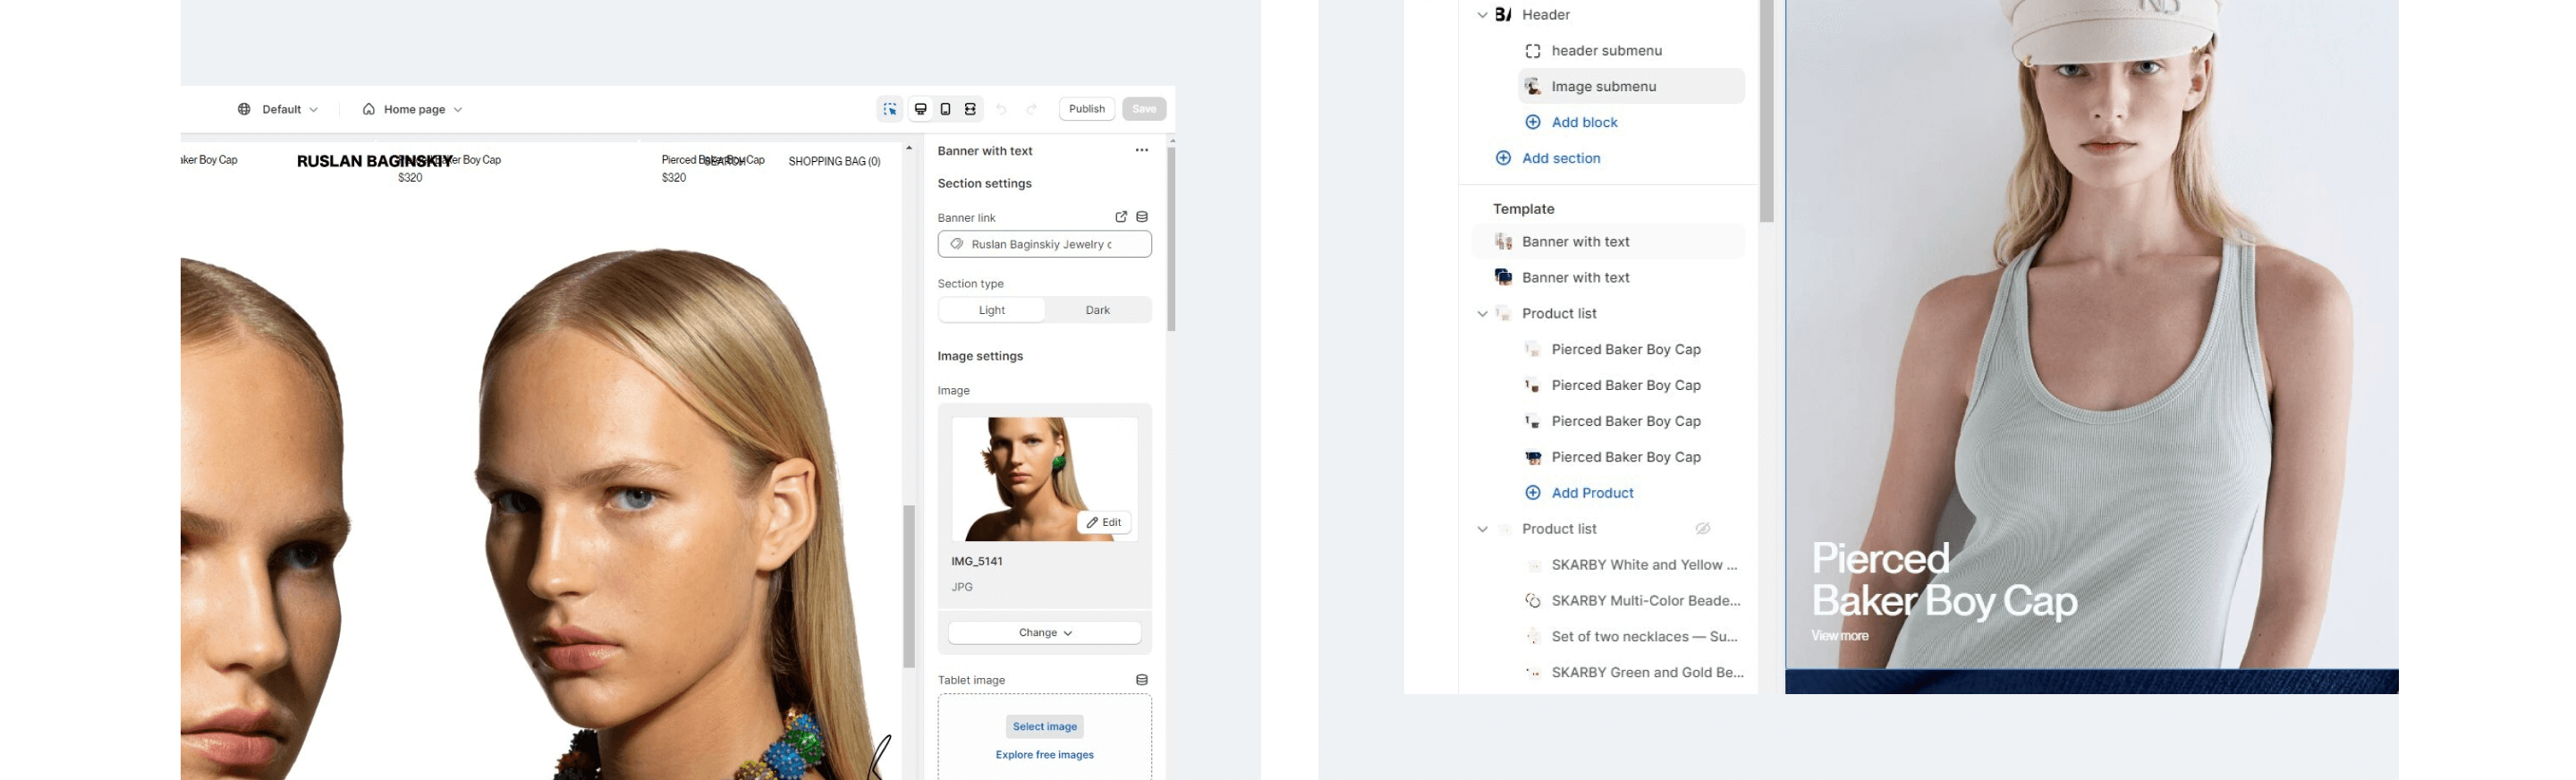 Default
Home page
Publish
Save
aker Boy Cap
RUSLAN BAGINSKIY
Pierced Baker Boy Cap
$320
Pierced Baker Boy Cap
$320
SEARCH
SHOPPING BAG (0)
Banner with text
Section settings
Banner link
Ruslan Baginskiy Jewelry c
Section type
Light
Dark
Image settings
Image
Edit
IMG_5141
JPG
Change
Tablet image
Select image
Explore free images
Header
header submenu
Image submenu
Add block
Add section
Template
Banner with text
Banner with text
Product list
Pierced Baker Boy Cap
Pierced Baker Boy Cap
Pierced Baker Boy Cap
Pierced Baker Boy Cap
Add Product
Product list
SKARBY White and Yellow ...
SKARBY Multi-Color Beade...
Set of two necklaces — Su...
SKARBY Green and Gold Be...
Pierced
Baker Boy Cap
View more